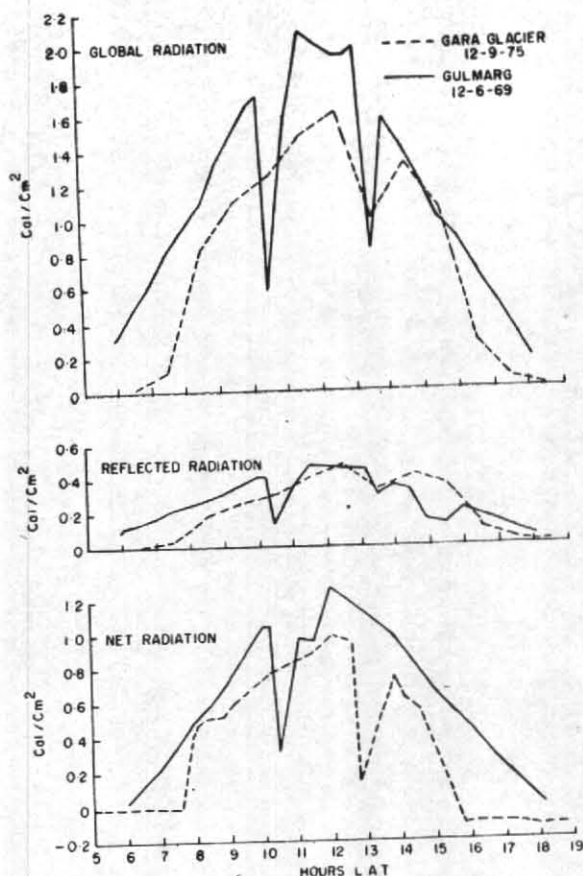 GLOBAL RADIATION
GARA GLACIER
12-9-75
GULMARG
12-6-69
Cal/Cm²
2.2
2.0
1.8
1.6
1.4
1.2
1.0
0.8
0.6
0.4
0.2
0
REFLECTED RADIATION
Cal/Cm²
0.6
0.4
0.2
0
NET RADIATION
Cal/Cm²
1.2
1.0
0.8
0.6
0.4
0.2
0
-0.2
5 6 7 8 9 10 11 12 13 14 15 16 17 18 19
HOURS L.A.T